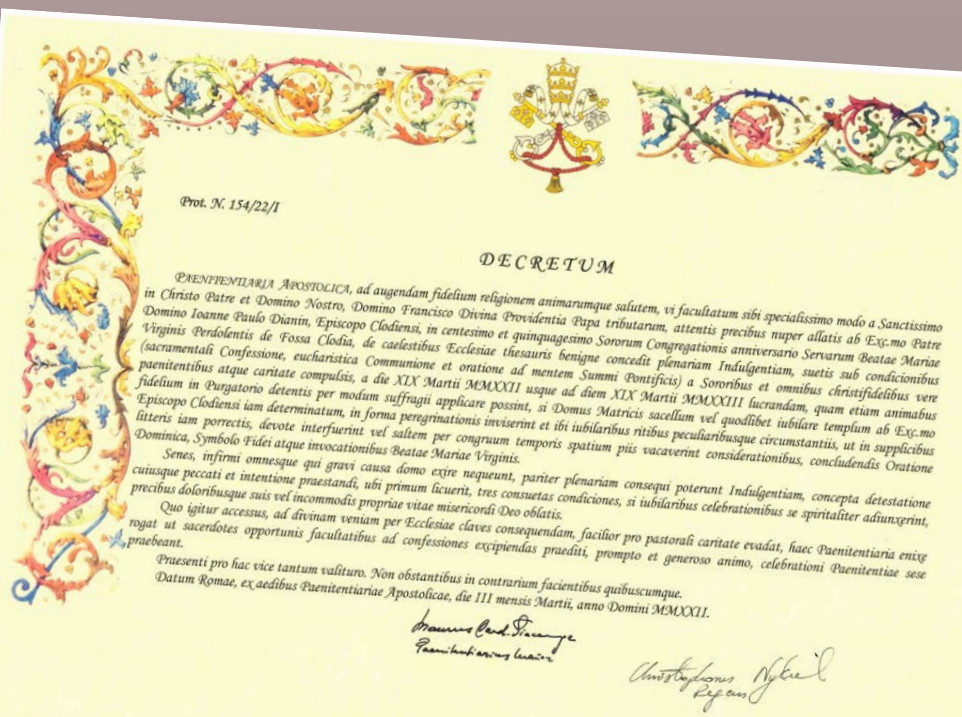 Prot. N. 154/22/I
DECRETUM
PAENITENTIARIA APOSTOLICA, ad augendam fidelium religionem animarumque salutem, vi facultatum sibi specialissimo modo a Sanctissimo
in Christo Patre et Domino Nostro, Domino Francisco Divina Providentia Papa tributarum, attentis precibus nuper allatis ab Exc.mo Patre
Domino Ioanne Paulo Dianin, Episcopo Clodiensi, in centesimo et quinquagesimo Sororum Congregationis anniversario Servarum Beatae Mariae
Virginis Perdolentis de Fossa Clodia, de caelestibus Ecclesiae thesauris benigne concedit plenariam Indulgentiam, suetis sub condicionibus
(sacramentali Confessione, eucharistica Communione et oratione ad mentem Summi Pontificis) a Sororibus et omnibus christifidelibus vere
paenitentibus atque caritate compulsis, a die XIX Martii MMXXII usque ad diem XIX Martii MMXXIII lucrandam, quam etiam animabus
fidelium in Purgatorio detentis per modum suffragii applicare possint, si Domus Matricis sacellum vel quodlibet iubilare templum ab Exc.mo
Episcopo Clodiensi iam determinatum, in forma peregrinationis inviserint et ibi iubilaribus ritibus peculiaribusque circumstantiis, ut in supplicibus
litteris iam porrectis, devote interfuerint vel saltem per congruum temporis spatium piis vacaverint considerationibus, concludendis Oratione
Dominica, Symbolo Fidei atque invocationibus Beatae Mariae Virginis.
Senes, infirmi omnesque qui gravi causa domo exire nequeunt, pariter plenariam consequi poterunt Indulgentiam, concepta detestatione
cuiusque peccati et intentione praestandi, ubi primum licuerit, tres consuetas condiciones, si iubilaribus celebrationibus se spiritaliter adiunxerint,
precibus doloribusque suis vel incommodis propriae vitae misericordi Deo oblatis.
Quo igitur accessus, ad divinam veniam per Ecclesiae claves consequendam, facilior pro pastorali caritate evadat, haec Paenitentiaria enixe
rogat ut sacerdotes opportunis facultatibus ad confessiones excipiendas praediti, prompto et generoso animo, celebrationi Paenitentiae sese
praebeant.
Praesenti pro hac vice tantum valituro. Non obstantibus in contrarium facientibus quibuscumque.
Datum Romae, ex aedibus Paenitentiariae Apostolicae, die III mensis Martii, anno Domini MMXXII.
Maurus Card. Piacenza
Paenitentiarius Maior
Christophorus Nykiel
Regens